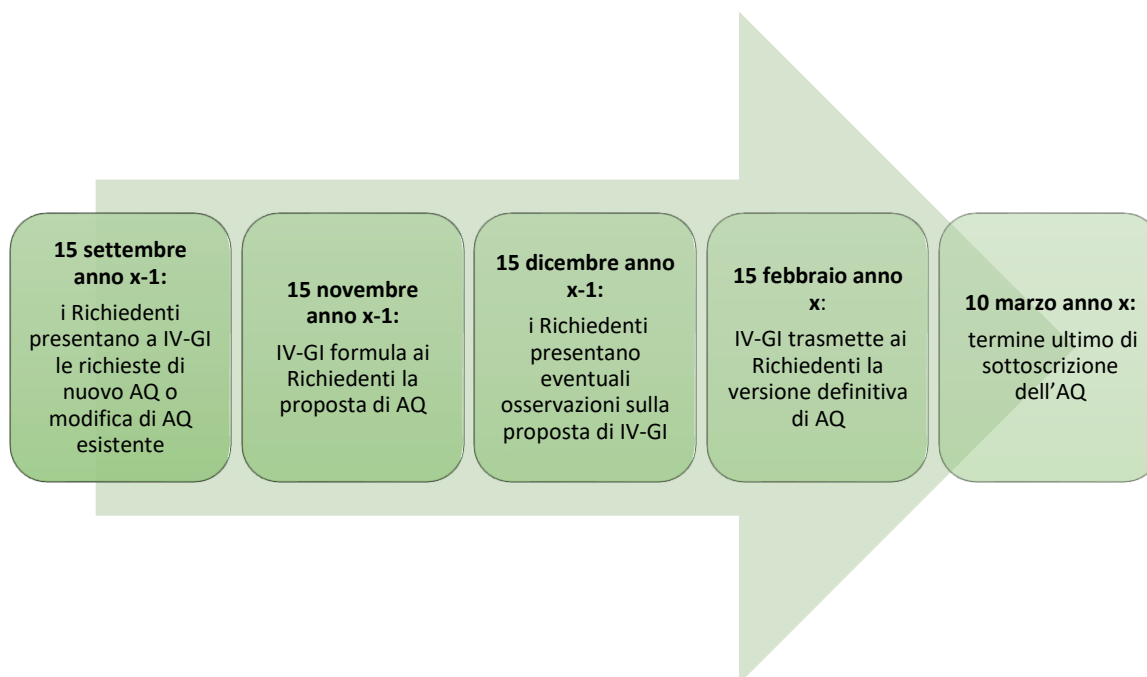 15 settembre
anno x-1:
i Richiedenti
presentano a IV-GI
le richieste di
nuovo AQ o
modifica di AQ
esistente
15 novembre
anno x-1:
IV-GI formula ai
Richiedenti la
proposta di AQ
15 dicembre anno
x-1:
i Richiedenti
presentano
eventuali
osservazioni sulla
proposta di IV-GI
15 febbraio anno
x:
IV-GI trasmette ai
Richiedenti la
versione definitiva
di AQ
10 marzo anno x:
termine ultimo di
sottoscrizione
dell’AQ